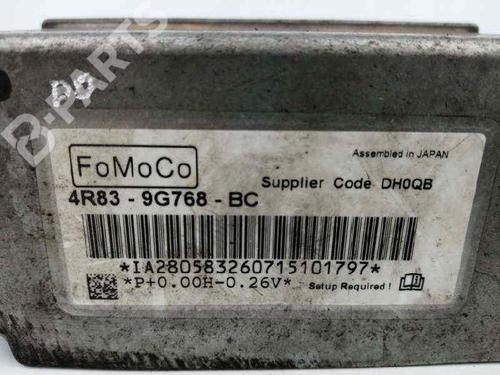 B-PARTS
FoMoCo
Assembled in JAPAN
Supplier Code DH0QB
4R83 - 9G768 - BC
*IA280583260715101797*
*P+0.00H-0.26V*
Setup Required !